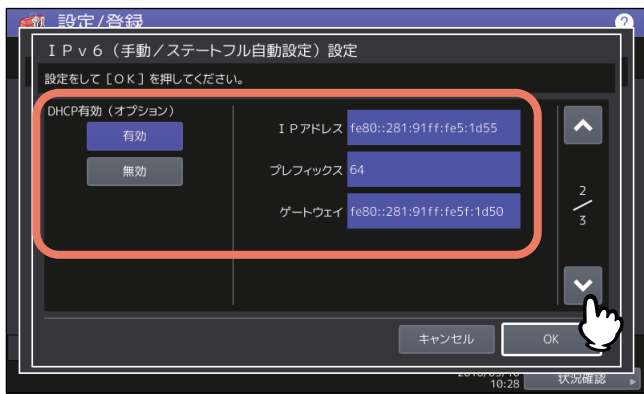 設定/登録
?
IPv6（手動／ステートフル自動設定）設定
設定をして［OK］を押してください。
DHCP有効（オプション）
有効
無効
IPアドレス fe80::281:91ff:fe5:1d55
プレフィックス 64
ゲートウェイ fe80::281:91ff:fe5f:1d50
2
3
キャンセル
OK
10:28
状況確認